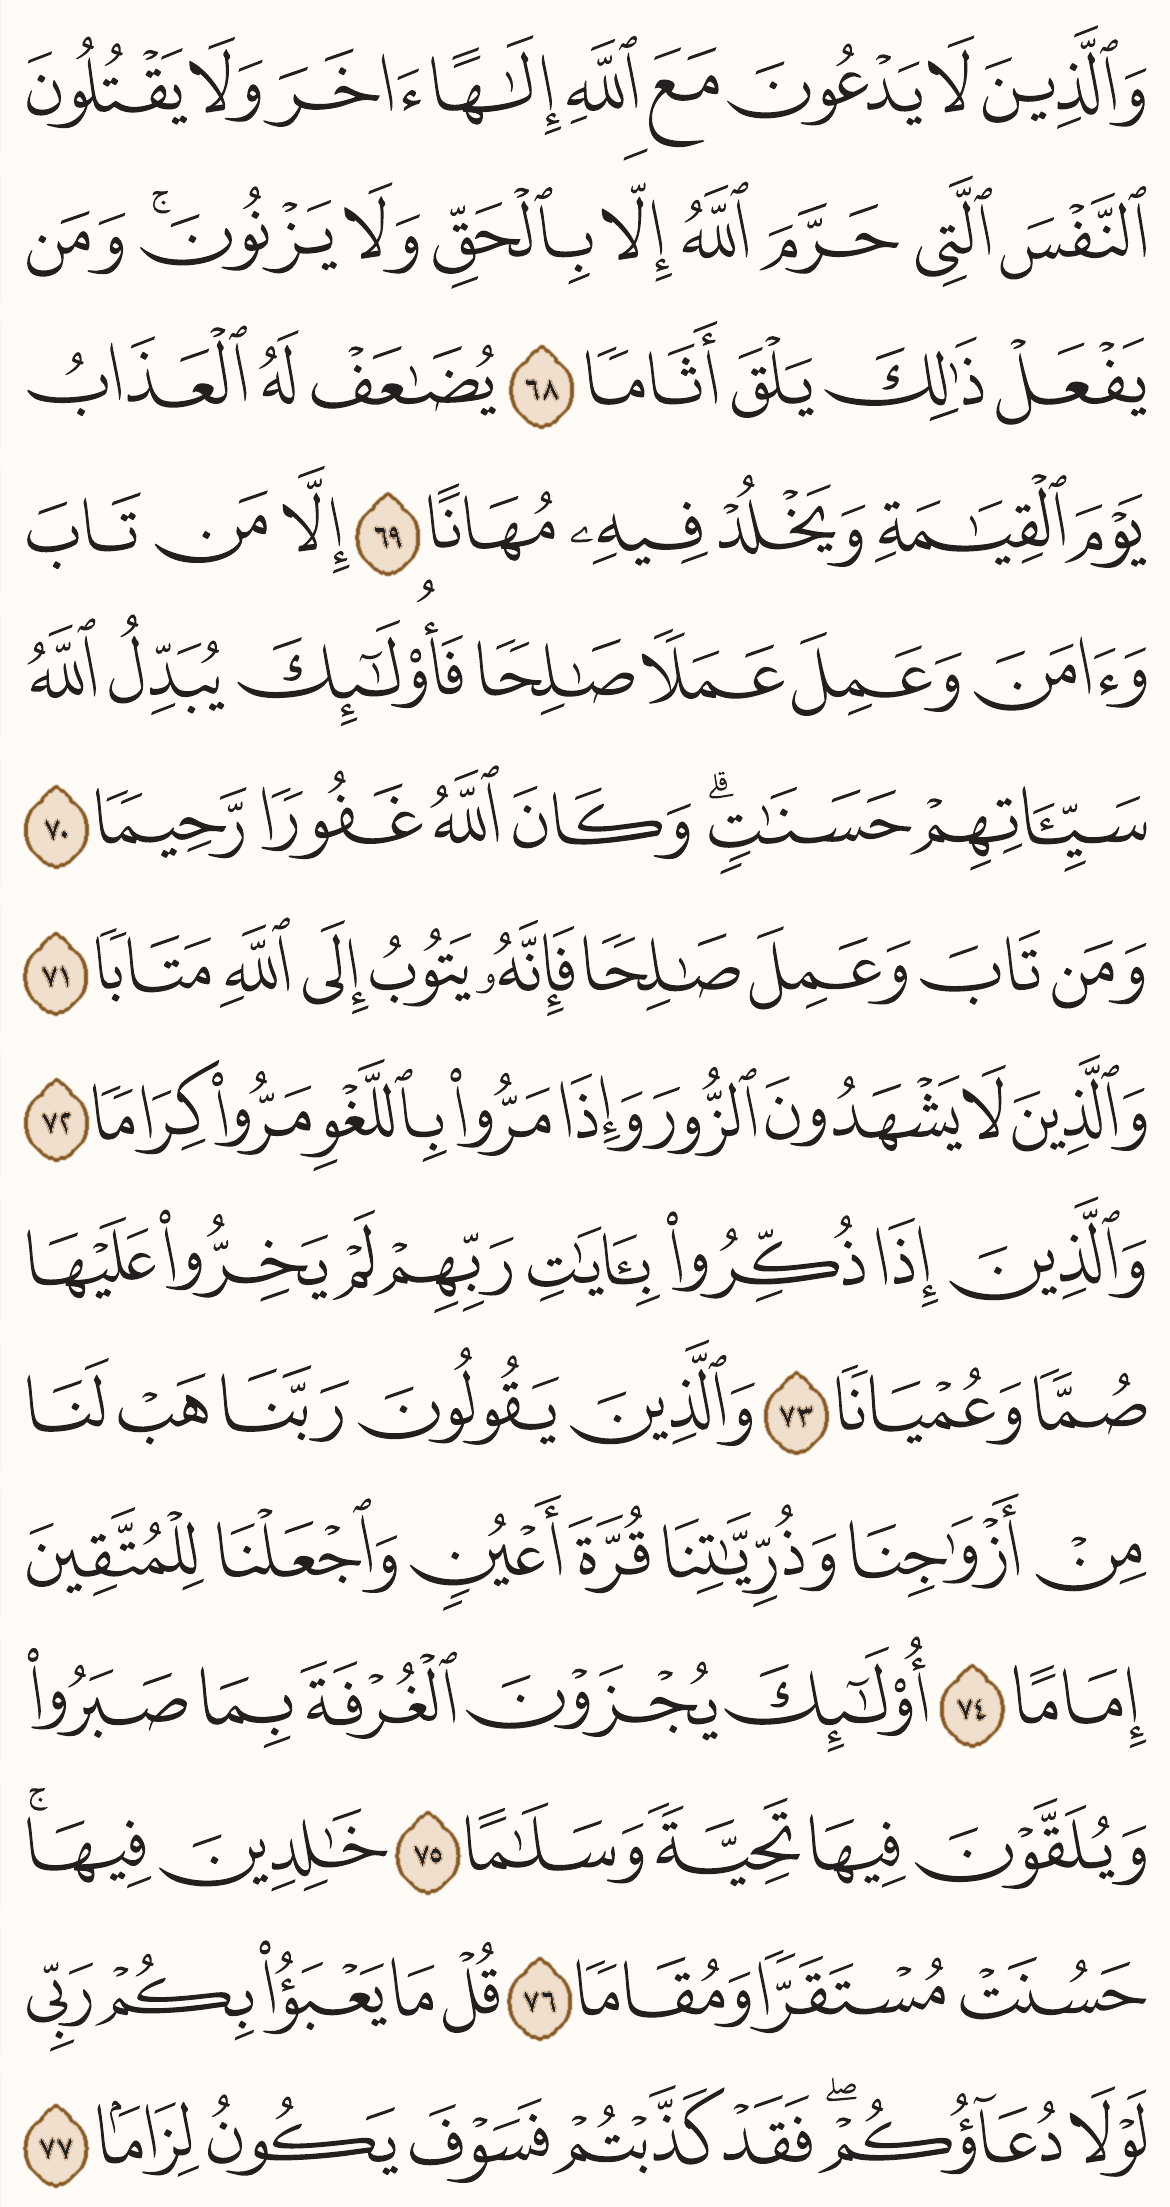 وَٱلَّذِينَ لَا يَدۡعُونَ مَعَ ٱللَّهِ إِلَٰهًا ءَاخَرَ وَلَا يَقۡتُلُونَ
ٱلنَّفۡسَ ٱلَّتِي حَرَّمَ ٱللَّهُ إِلَّا بِٱلۡحَقِّ وَلَا يَزۡنُونَۚ وَمَن
يَفۡعَلۡ ذَٰلِكَ يَلۡقَ أَثَامٗا ٦٨ يُضَٰعَفۡ لَهُ ٱلۡعَذَابُ
يَوۡمَ ٱلۡقِيَٰمَةِ وَيَخۡلُدۡ فِيهِۦ مُهَانًا ٦٩ إِلَّا مَن تَابَ
وَءَامَنَ وَعَمِلَ عَمَلٗا صَٰلِحٗا فَأُوْلَٰٓئِكَ يُبَدِّلُ ٱللَّهُ
سَيِّـَٔاتِهِمۡ حَسَنَٰتٖۗ وَكَانَ ٱللَّهُ غَفُورٗا رَّحِيمٗا ٧٠
وَمَن تَابَ وَعَمِلَ صَٰلِحٗا فَإِنَّهُۥ يَتُوبُ إِلَى ٱللَّهِ مَتَابٗا ٧١
وَٱلَّذِينَ لَا يَشۡهَدُونَ ٱلزُّورَ وَإِذَا مَرُّواْ بِٱللَّغۡوِ مَرُّواْ كِرَامٗا ٧٢
وَٱلَّذِينَ إِذَا ذُكِّرُواْ بِـَٔايَٰتِ رَبِّهِمۡ لَمۡ يَخِرُّواْ عَلَيۡهَا
صُمّٗا وَعُمۡيَانٗا ٧٣ وَٱلَّذِينَ يَقُولُونَ رَبَّنَا هَبۡ لَنَا
مِنۡ أَزۡوَٰجِنَا وَذُرِّيَّٰتِنَا قُرَّةَ أَعۡيُنٖ وَٱجۡعَلۡنَا لِلۡمُتَّقِينَ
إِمَامًا ٧٤ أُوْلَٰٓئِكَ يُجۡزَوۡنَ ٱلۡغُرۡفَةَ بِمَا صَبَرُواْ
وَيُلَقَّوۡنَ فِيهَا تَحِيَّةٗ وَسَلَٰمًا ٧٥ خَٰلِدِينَ فِيهَاۚ
حَسُنَتۡ مُسۡتَقَرّٗا وَمُقَامٗا ٧٦ قُلۡ مَا يَعۡبَؤُاْ بِكُمۡ رَبِّي
لَوۡلَا دُعَآؤُكُمۡۖ فَقَدۡ كَذَّبۡتُمۡ فَسَوۡفَ يَكُونُ لِزَامَۢا ٧٧